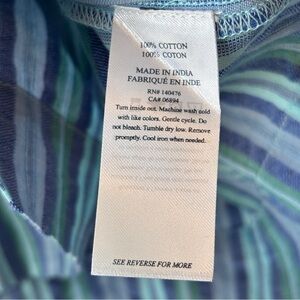 100% COTTON
100% COTON
MADE IN INDIA
FABRIQUÉ EN INDE
RN# 140476
CA# 06894
Turn inside out. Machine wash cold
with like colors. Gentle cycle. Do
not bleach. Tumble dry low. Remove
promptly. Cool iron when needed.
SEE REVERSE FOR MORE